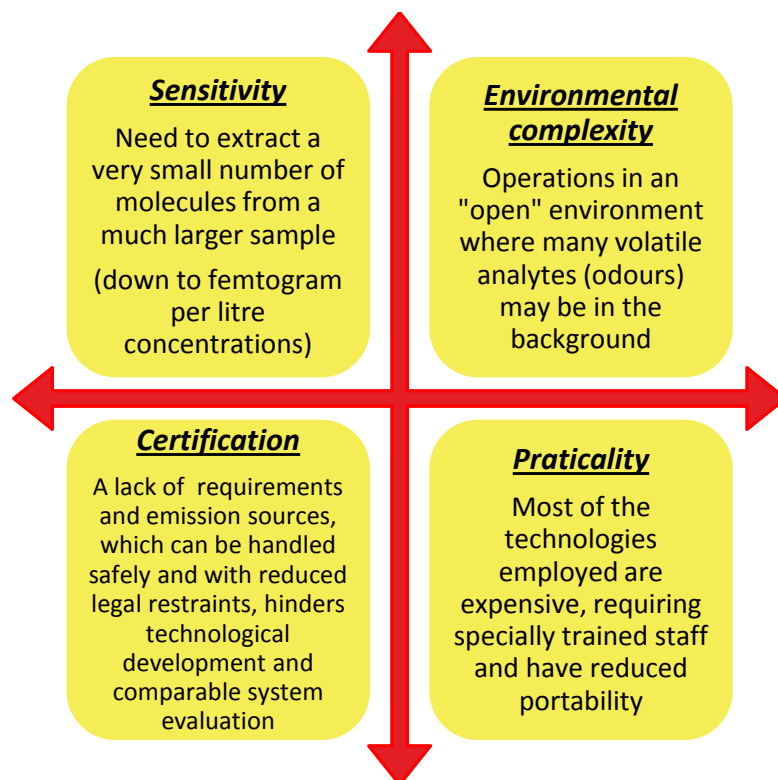 Sensitivity
Need to extract a
very small number of
molecules from a
much larger sample
(down to femtogram
per litre
concentrations)
Environmental
complexity
Operations in an
"open" environment
where many volatile
analytes (odours)
may be in the
background
Certification
A lack of requirements
and emission sources,
which can be handled
safely and with reduced
legal restraints, hinders
technological
development and
comparable system
evaluation
Praticality
Most of the
technologies
employed are
expensive, requiring
specially trained staff
and have reduced
portability